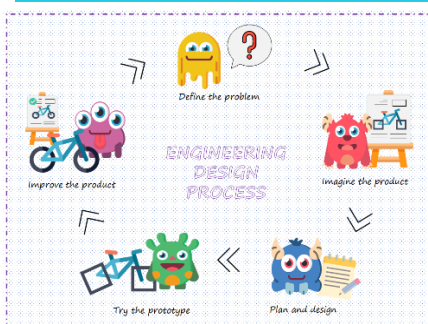 Define the problem
Imagine the product
Plan and design
Try the prototype
Improve the product
ENGINEERING
DESIGN
PROCESS
?